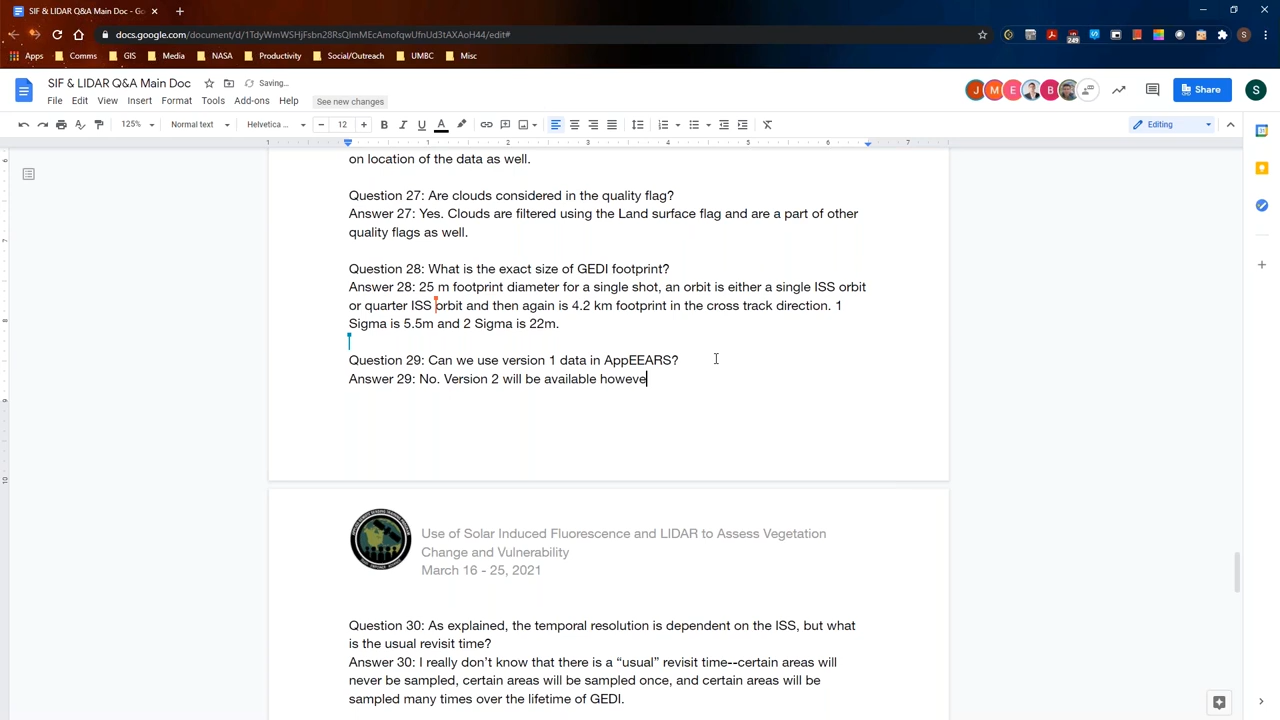 SIF & LIDAR Q&A Main Doc - Go
docs.google.com/document/d/1TdyWmWSHjFsbn28RsQlmMEcAmofqwUfnUd3tAXAoH44/edit#
Apps Comms GIS Media NASA Productivity Social/Outreach UMBC Misc
249
S
SIF & LIDAR Q&A Main Doc
Saving...
File Edit View Insert Format Tools Add-ons Help See new changes
J M E B Share S
125% Normal text Helvetica ... 12 B I U A Editing
1 1 2 3 4 5 6 7
on location of the data as well.
Question 27: Are clouds considered in the quality flag?
Answer 27: Yes. Clouds are filtered using the Land surface flag and are a part of other
quality flags as well.
Question 28: What is the exact size of GEDI footprint?
Answer 28: 25 m footprint diameter for a single shot, an orbit is either a single ISS orbit
or quarter ISS orbit and then again is 4.2 km footprint in the cross track direction. 1
Sigma is 5.5m and 2 Sigma is 22m.
Question 29: Can we use version 1 data in AppEEARS?
Answer 29: No. Version 2 will be available howeve
Use of Solar Induced Fluorescence and LIDAR to Assess Vegetation
Change and Vulnerability
March 16 - 25, 2021
Question 30: As explained, the temporal resolution is dependent on the ISS, but what
is the usual revisit time?
Answer 30: I really don't know that there is a “usual” revisit time--certain areas will
never be sampled, certain areas will be sampled once, and certain areas will be
sampled many times over the lifetime of GEDI.